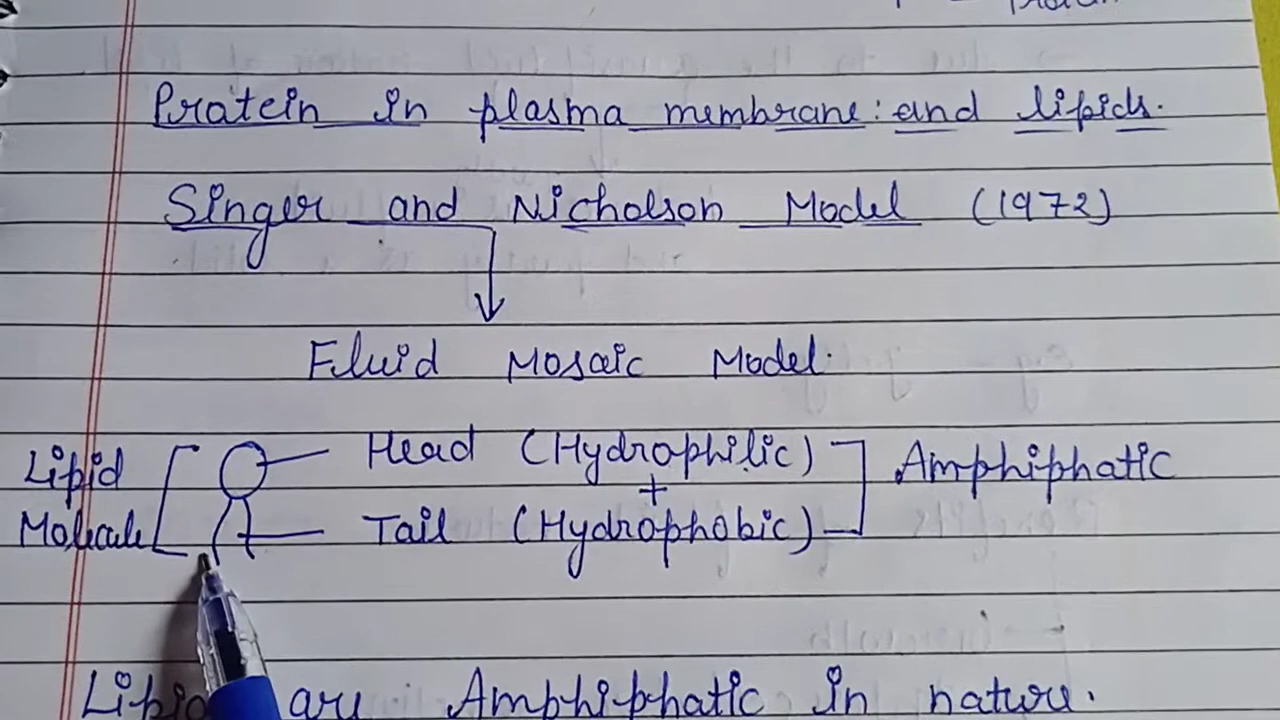 Protein in plasma membrane: and lipids.
Singer and Nicholson Model (1972)
Fluid Mosaic Model.
Lipid Molecule
Head (Hydrophilic)
+
Tail (Hydrophobic)
Amphiphatic
Lipid are Amphiphatic in nature.